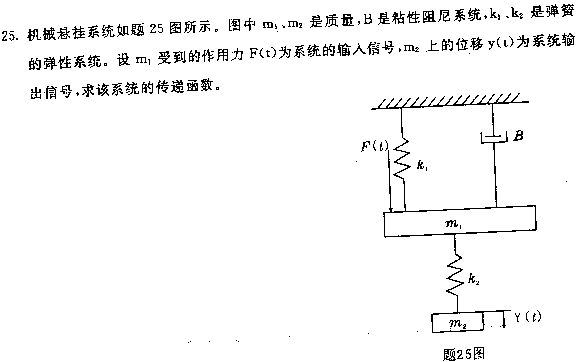 25. 机械悬挂系统如题 25 图所示。图中 m₁、m₂ 是质量,B 是粘性阻尼系统,k₁、k₂ 是弹簧
的弹性系统。设 m₁ 受到的作用力 F(t)为系统的输入信号,m₂ 上的位移 y(t)为系统输
出信号,求该系统的传递函数。
F(t)
k₁
B
m₁
k₂
m₂
Y(t)
题25图